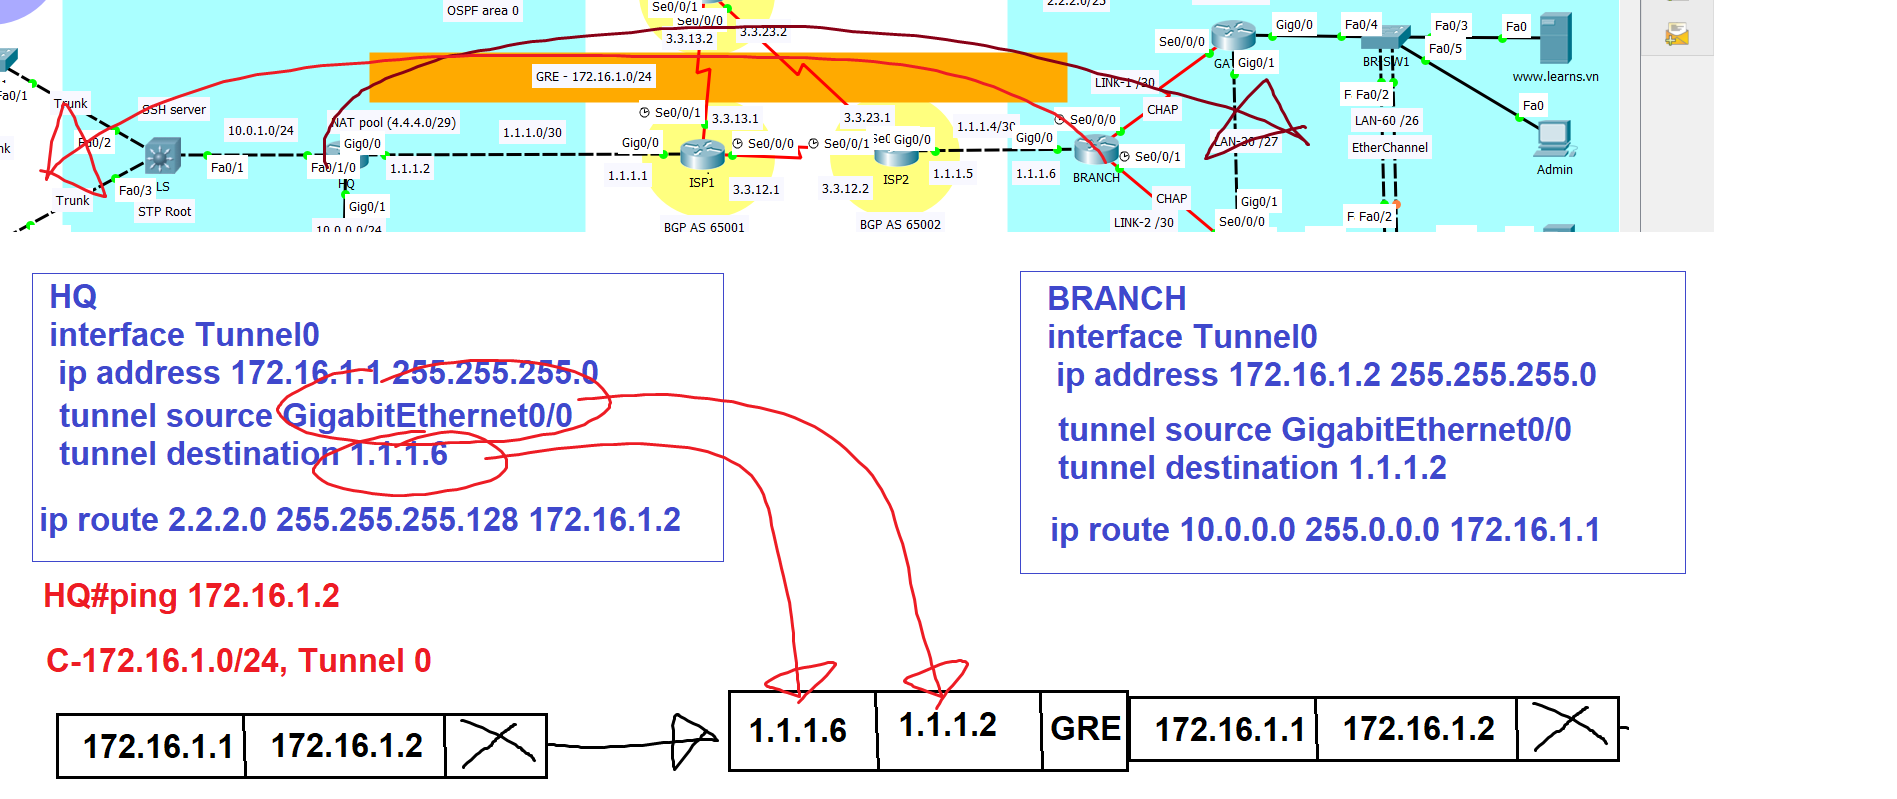 OSPF area 0
Se0/0/1
Se0/0/0
3.3.13.2
3.3.23.2
2.2.2.0/25
Gig0/0
Fa0/4
Fa0/3
Fa0
Se0/0/0
Fa0/5
GRE - 172.16.1.0/24
Gig0/1
BR_SW1
www.learns.vn
Fa0/1
Trunk
SSH server
LINK-1 /30
F Fa0/2
CHAP
Fa0
NAT pool (4.4.4.0/29)
Se0/0/1
3.3.13.1
3.3.23.1
Se0/0/0
LAN-60 /26
10.0.1.0/24
1.1.1.0/30
1.1.1.4/30
Fa0/2
Gig0/0
Gig0/0
Se0/0/0
Se0/0/1
Gig0/0
Gig0/0
LAN-30 /27
EtherChannel
Fa0/1
Fa0/1/0
1.1.1.2
1.1.1.1
ISP1
ISP2
1.1.1.5
1.1.1.6
BRANCH
Se0/0/1
Admin
Fa0/3
LS
HQ
3.3.12.1
3.3.12.2
Trunk
STP Root
Gig0/1
CHAP
Gig0/1
F Fa0/2
10.0.0.0/24
BGP AS 65001
BGP AS 65002
LINK-2 /30
Se0/0/0
HQ
interface Tunnel0
ip address 172.16.1.1 255.255.255.0
tunnel source GigabitEthernet0/0
tunnel destination 1.1.1.6
ip route 2.2.2.0 255.255.255.128 172.16.1.2
BRANCH
interface Tunnel0
ip address 172.16.1.2 255.255.255.0
tunnel source GigabitEthernet0/0
tunnel destination 1.1.1.2
ip route 10.0.0.0 255.0.0.0 172.16.1.1
HQ#ping 172.16.1.2
C-172.16.1.0/24, Tunnel 0
172.16.1.1 172.16.1.2
1.1.1.6 1.1.1.2 GRE 172.16.1.1 172.16.1.2